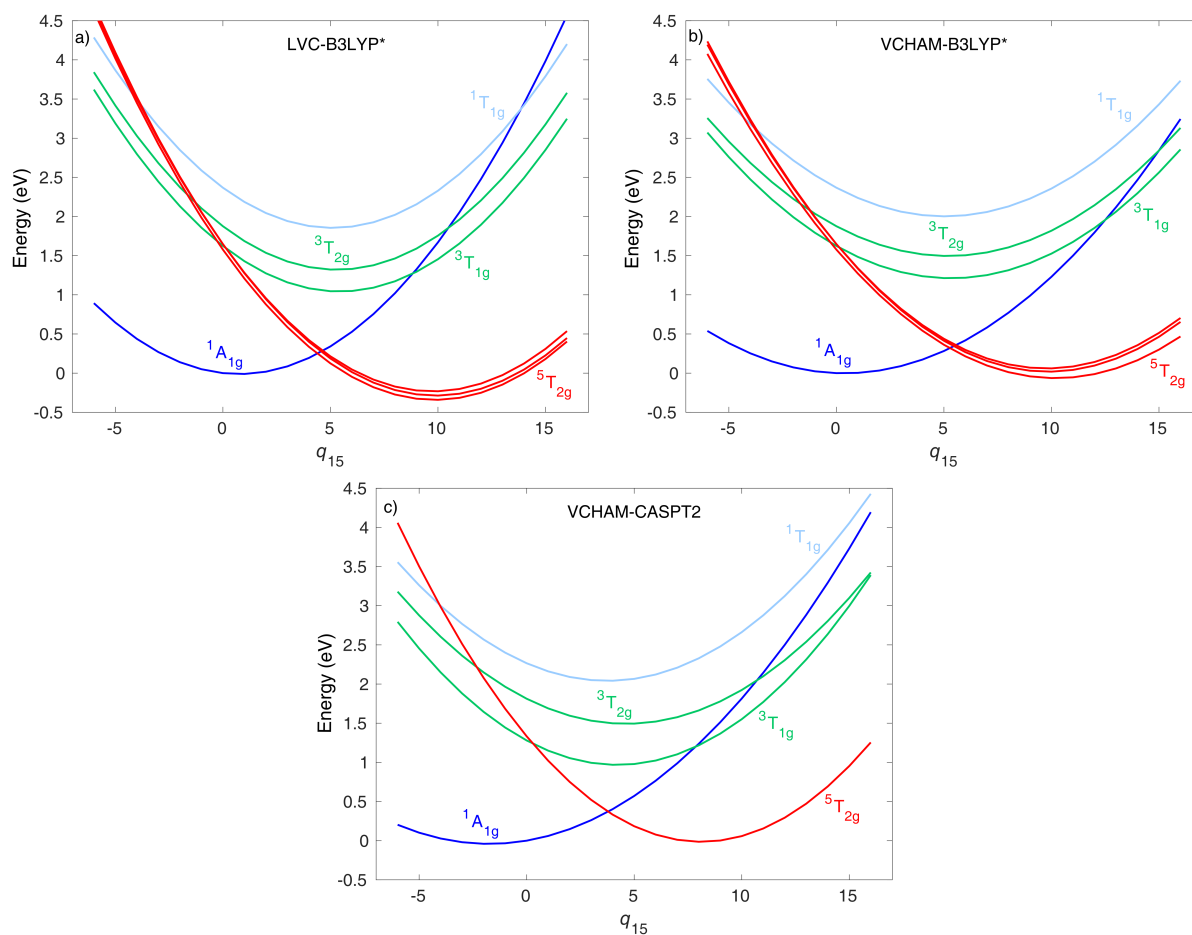 a)
LVC-B3LYP*
4.5
4
3.5
3
2.5
2
1.5
1
0.5
0
-0.5
Energy (eV)
¹T₁g
³T₂g
³T₁g
¹A₁g
⁵T₂g
-5 0 5 10 15
q₁₅
b)
VCHAM-B3LYP*
4.5
4
3.5
3
2.5
2
1.5
1
0.5
0
-0.5
Energy (eV)
¹T₁g
³T₁g
³T₂g
¹A₁g
⁵T₂g
-5 0 5 10 15
q₁₅
c)
VCHAM-CASPT2
4.5
4
3.5
3
2.5
2
1.5
1
0.5
0
-0.5
Energy (eV)
¹T₁g
³T₂g
³T₁g
⁵T₂g
¹A₁g
-5 0 5 10 15
q₁₅